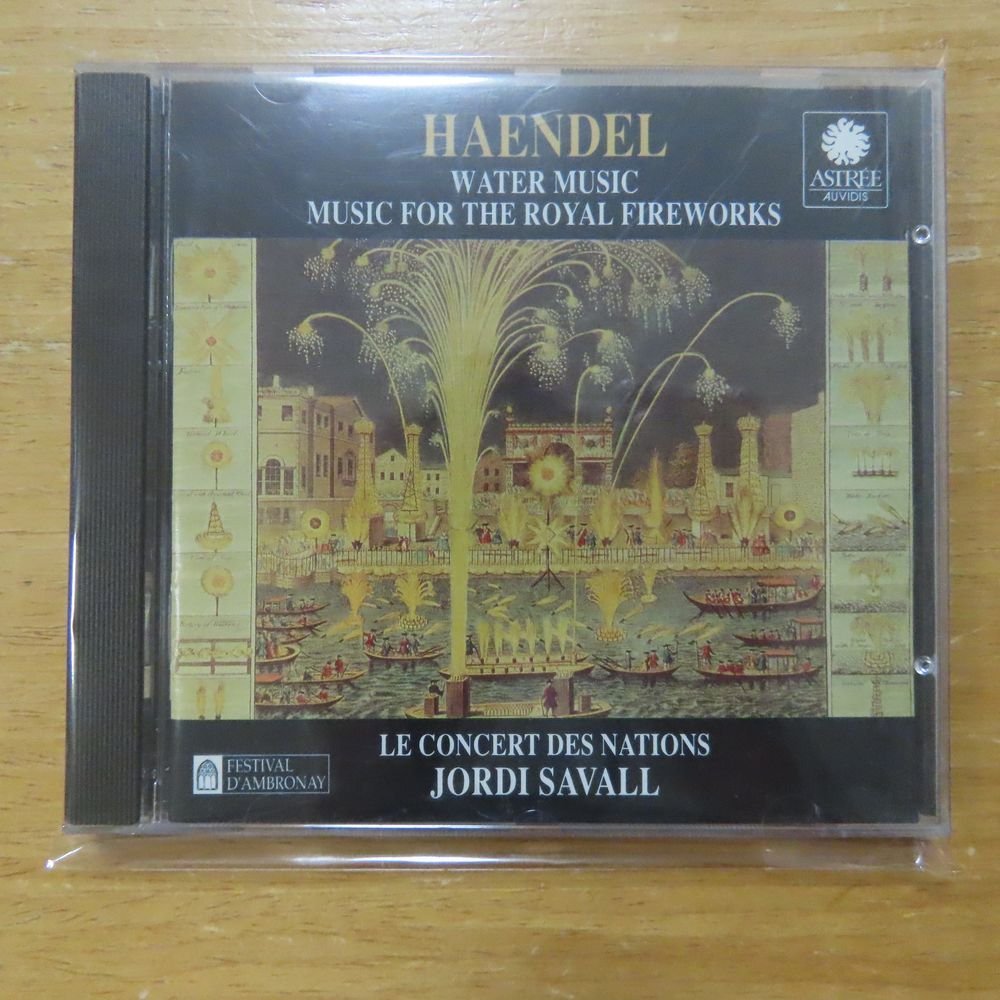 HAENDEL
WATER MUSIC
MUSIC FOR THE ROYAL FIREWORKS
ASTRÉE
AUVIDIS
LE CONCERT DES NATIONS
JORDI SAVALL
FESTIVAL
D'AMBRONAY